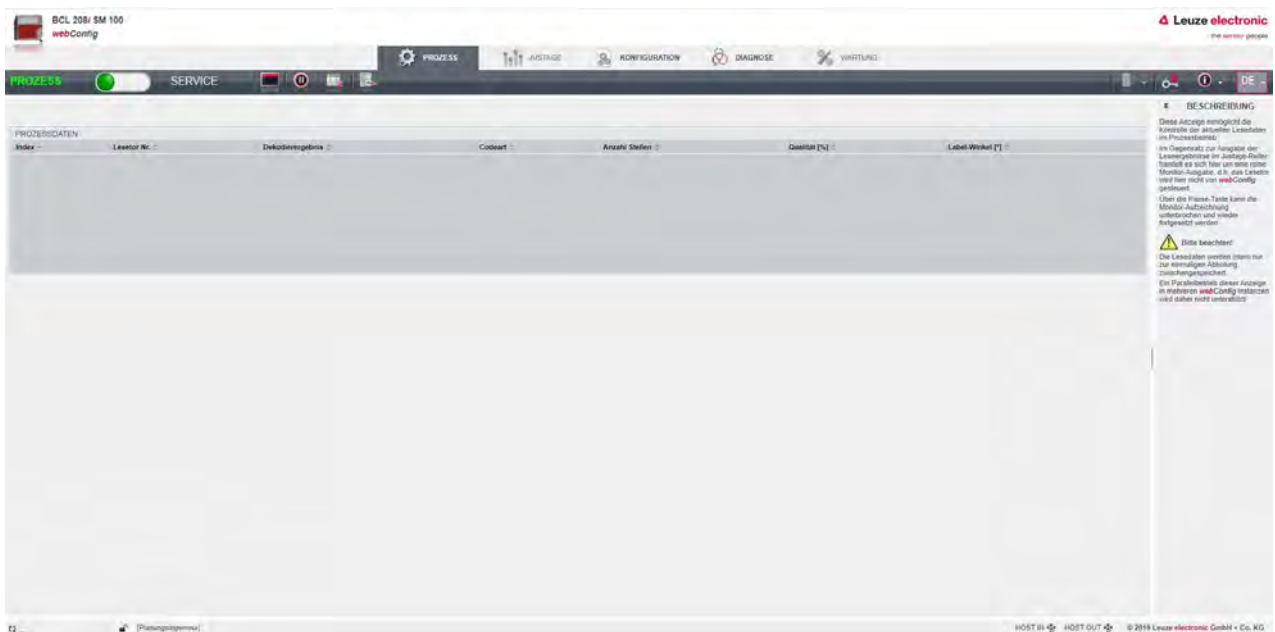 BCL 208i SM 100
webConfig
Leuze electronic
the sensor people
PROZESS
JUSTAGE
KONFIGURATION
DIAGNOSE
WARTUNG
PROZESS
SERVICE
DE
BESCHREIBUNG
PROZESSDATEN
Index
Lesetor Nr.
Dekodierergebnis
Codeart
Anzahl Stellen
Qualität [%]
Label-Winkel [°]
Diese Anzeige ermöglicht die
Kontrolle der aktuellen Lesedaten
im Prozessbetrieb.
Im Gegensatz zur Ausgabe der
Leseergebnisse im Justage-Reiter
handelt es sich hier um eine reine
Monitor-Ausgabe, d.h. das Lesetor
wird hier nicht von webConfig
gesteuert.
Über die Pause-Taste kann die
Monitor-Aufzeichnung
unterbrochen und wieder
fortgesetzt werden.
Bitte beachten!
Die Lesedaten werden intern nur
zur einmaligen Abholung
zwischengespeichert.
Ein Parallelbetrieb dieser Anzeige
in mehreren webConfig Instanzen
wird daher nicht unterstützt!
[Planungsingenieur]
HOST IN
HOST OUT
© 2019 Leuze electronic GmbH + Co. KG